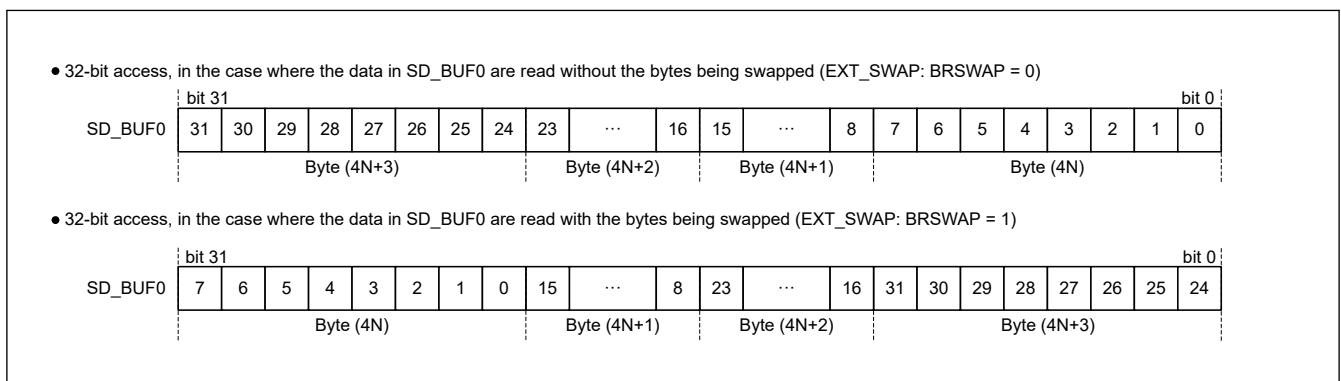 ● 32-bit access, in the case where the data in SD_BUF0 are read without the bytes being swapped (EXT_SWAP: BRSWAP = 0)
bit 31 bit 0
SD_BUF0 31 30 29 28 27 26 25 24 23 ··· 16 15 ··· 8 7 6 5 4 3 2 1 0
Byte (4N+3) Byte (4N+2) Byte (4N+1) Byte (4N)
● 32-bit access, in the case where the data in SD_BUF0 are read with the bytes being swapped (EXT_SWAP: BRSWAP = 1)
bit 31 bit 0
SD_BUF0 7 6 5 4 3 2 1 0 15 ··· 8 23 ··· 16 31 30 29 28 27 26 25 24
Byte (4N) Byte (4N+1) Byte (4N+2) Byte (4N+3)